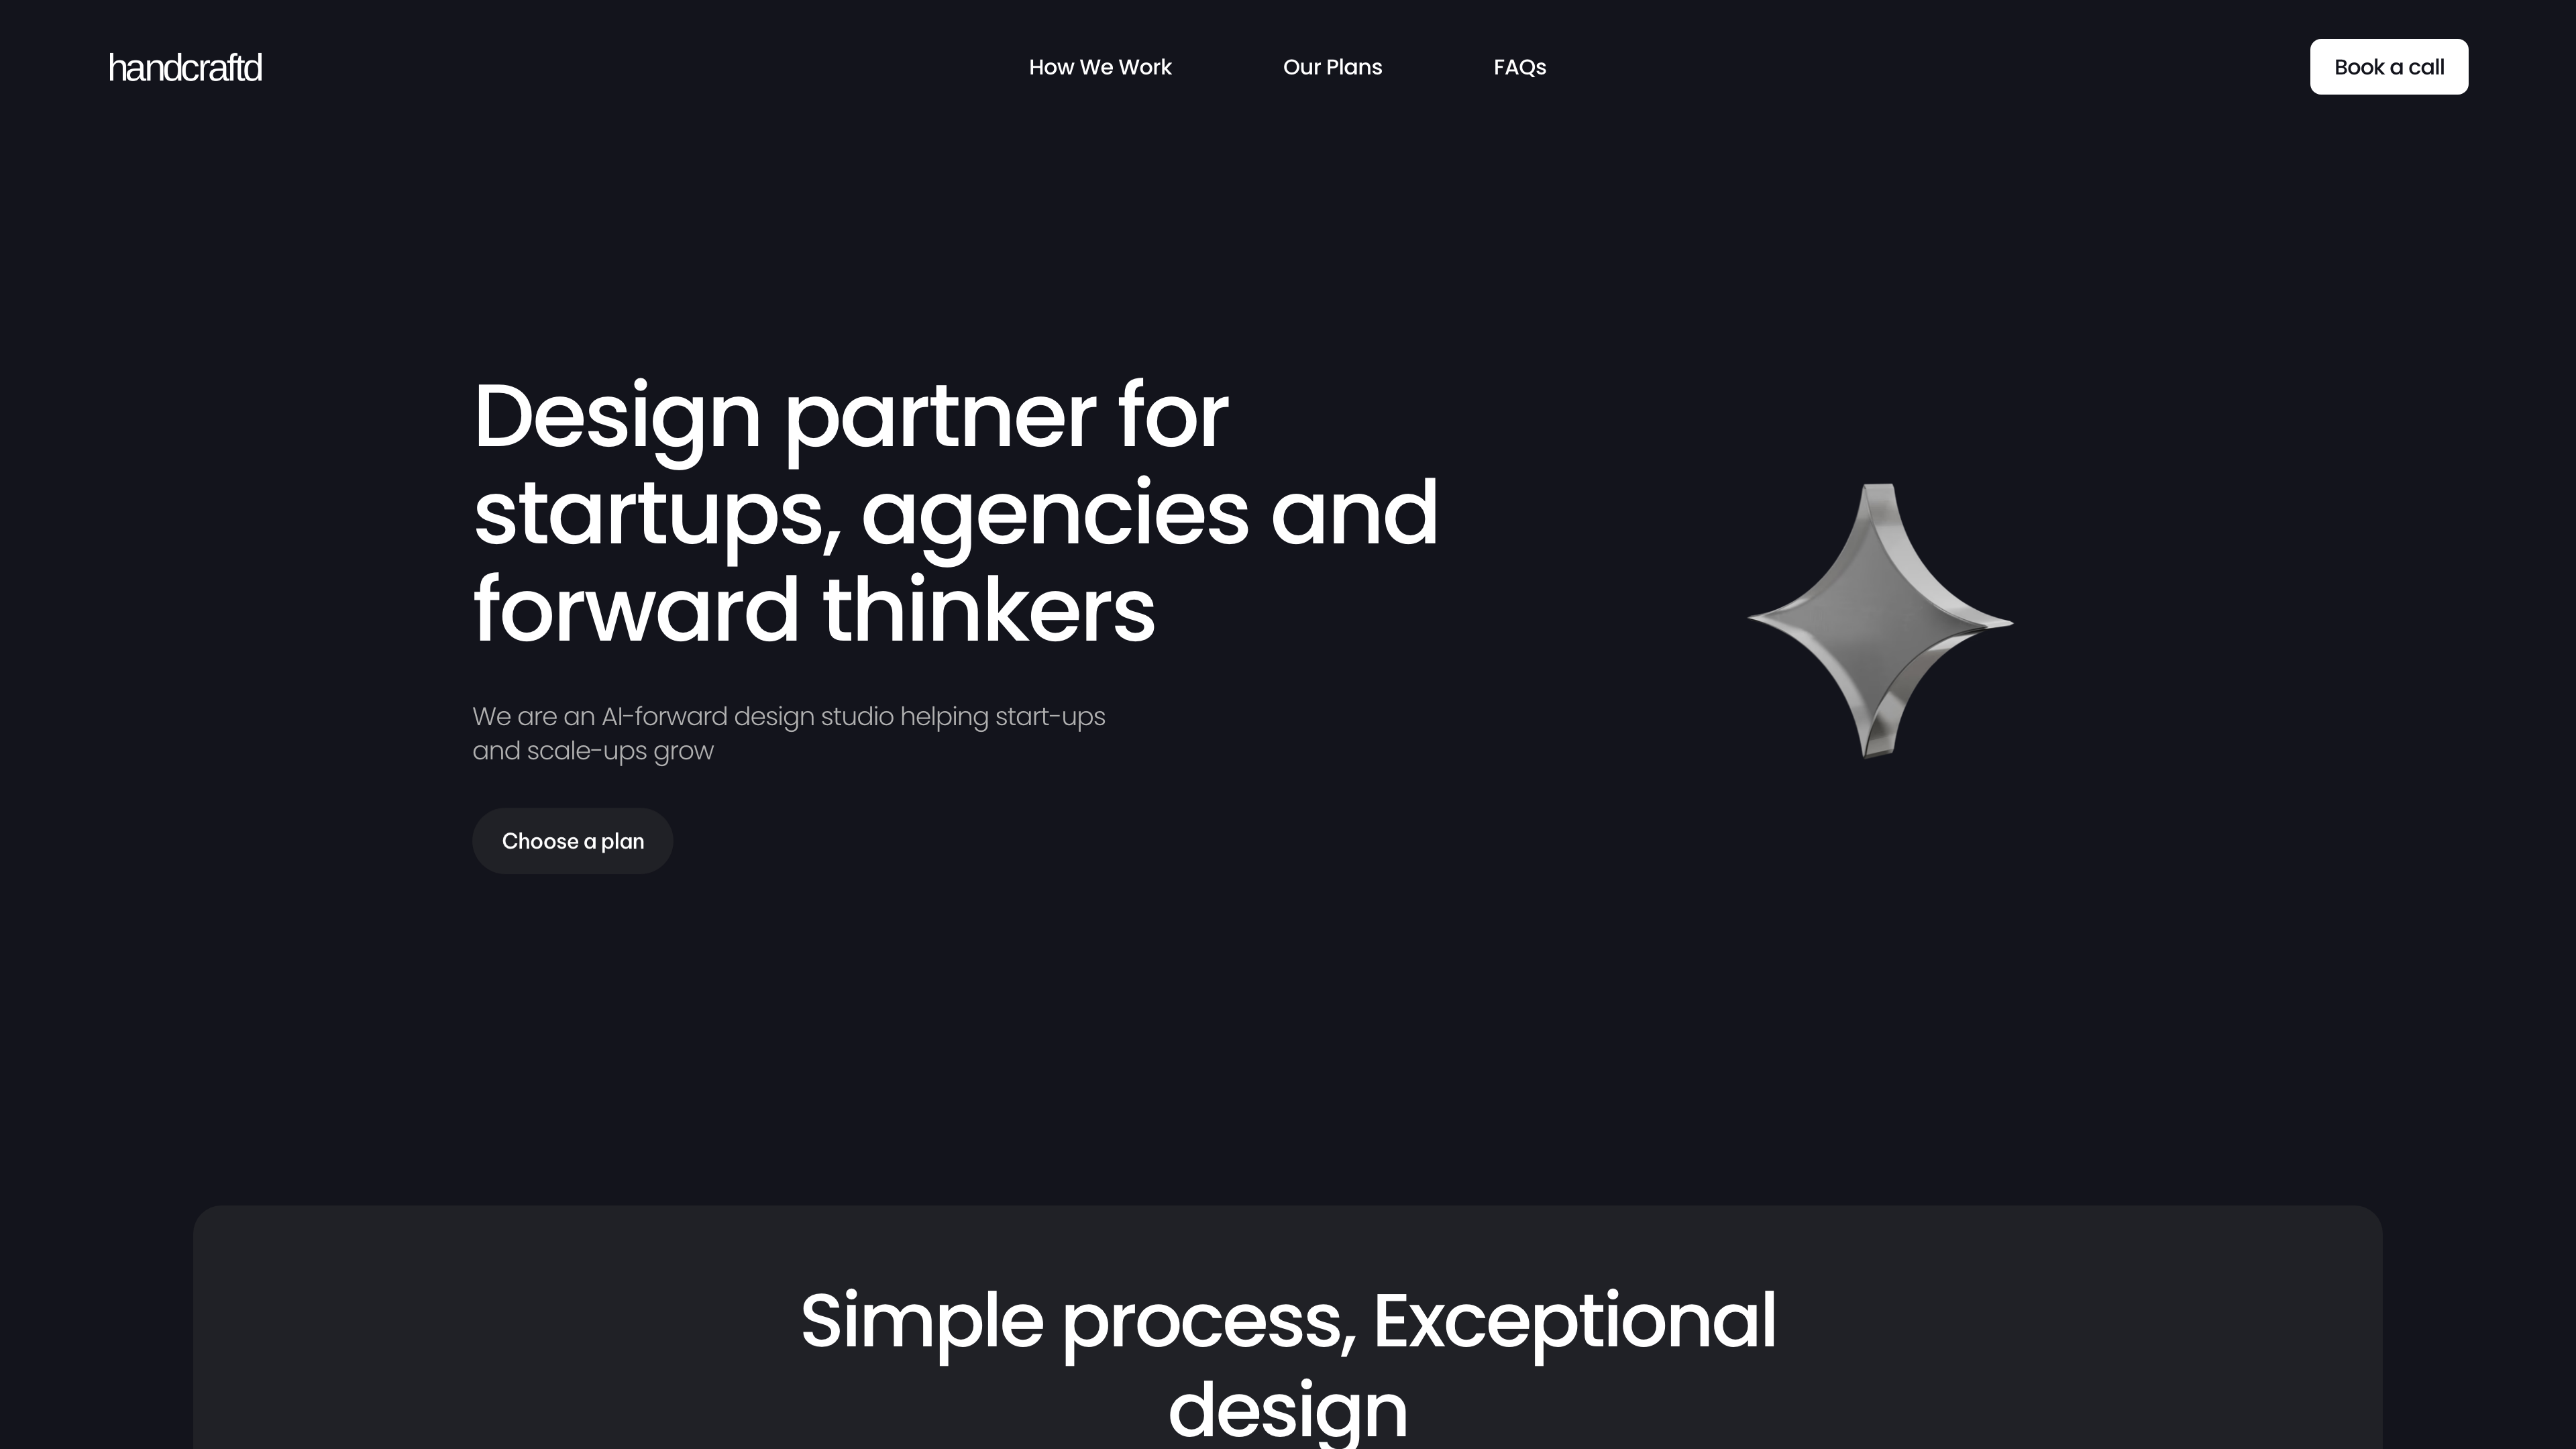 handcraftd
How We Work
Our Plans
FAQs
Book a call
Design partner for
startups, agencies and
forward thinkers
We are an AI-forward design studio helping start-ups
and scale-ups grow
Choose a plan
Simple process, Exceptional
design